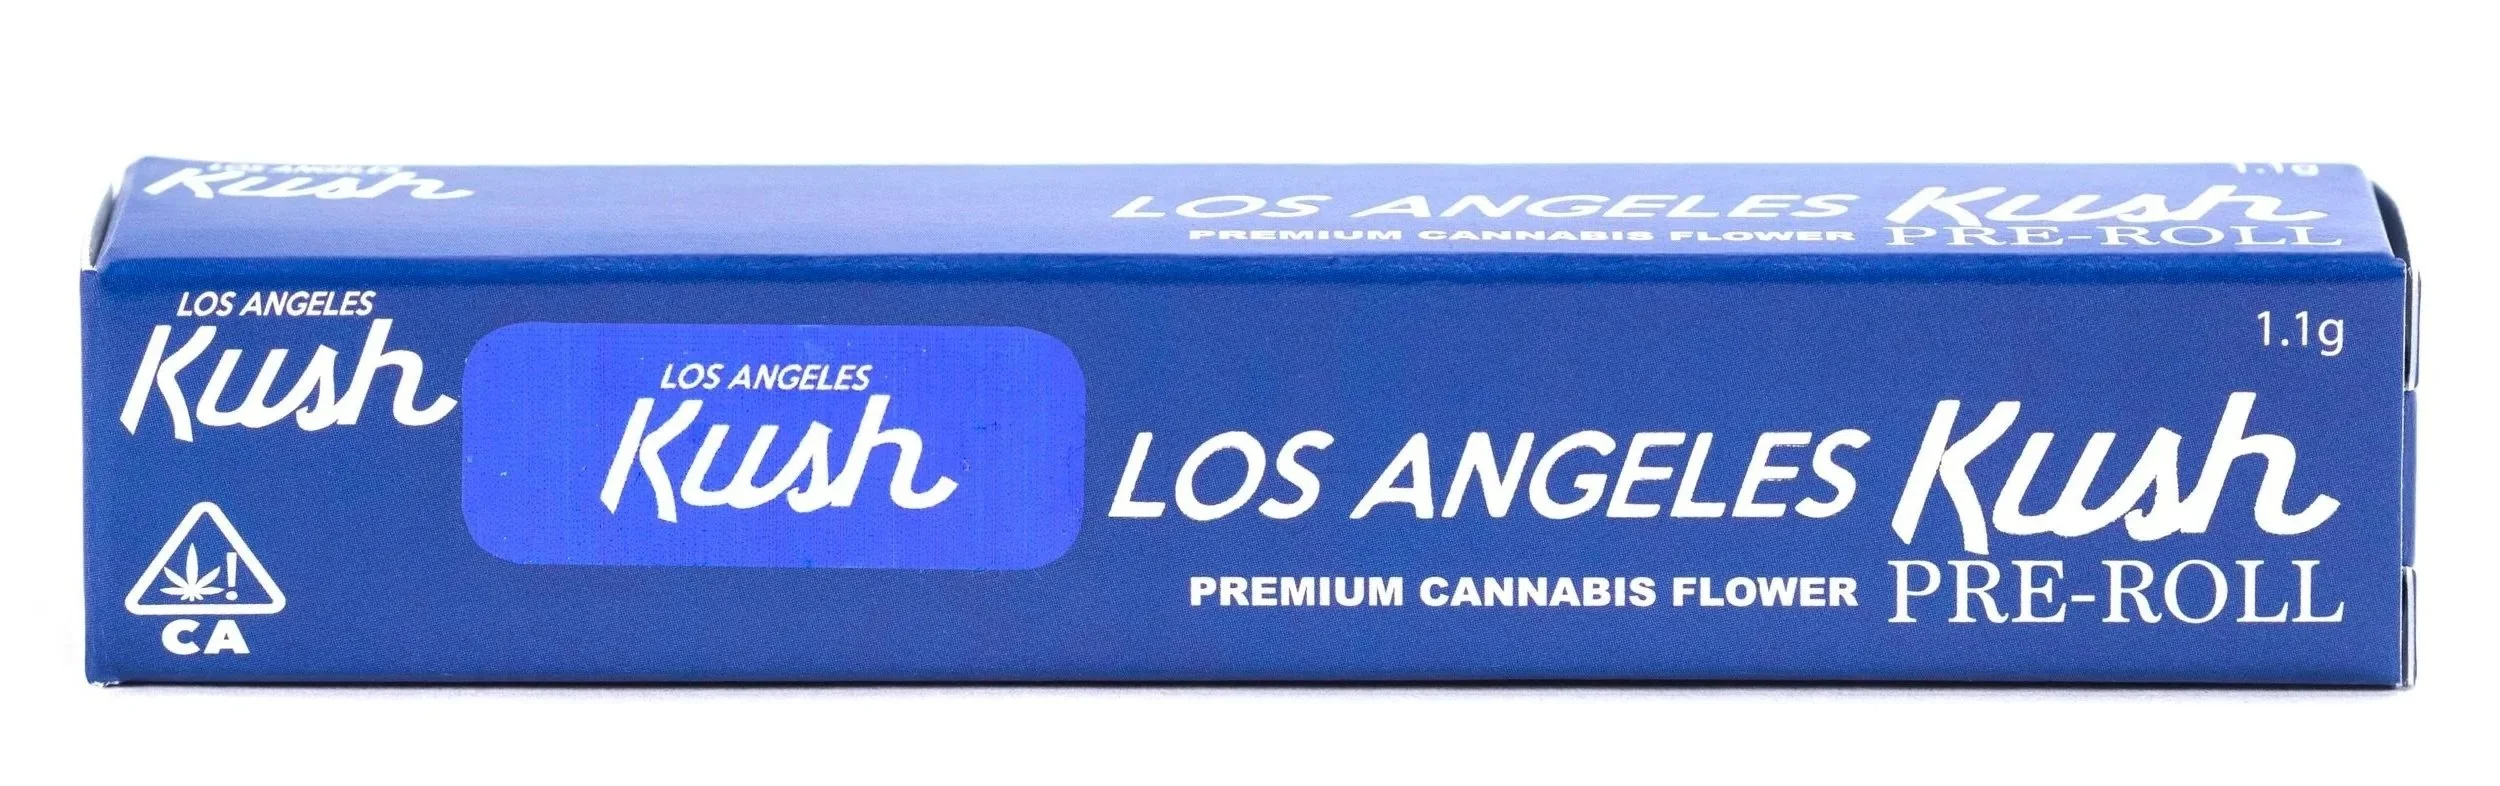 LOS ANGELES
Kush
LOS ANGELES Kush
1.1g
PREMIUM CANNABIS FLOWER PRE-ROLL
LOS ANGELES
Kush
CA
LOS ANGELES
Kush
1.1g
LOS ANGELES Kush
PREMIUM CANNABIS FLOWER PRE-ROLL